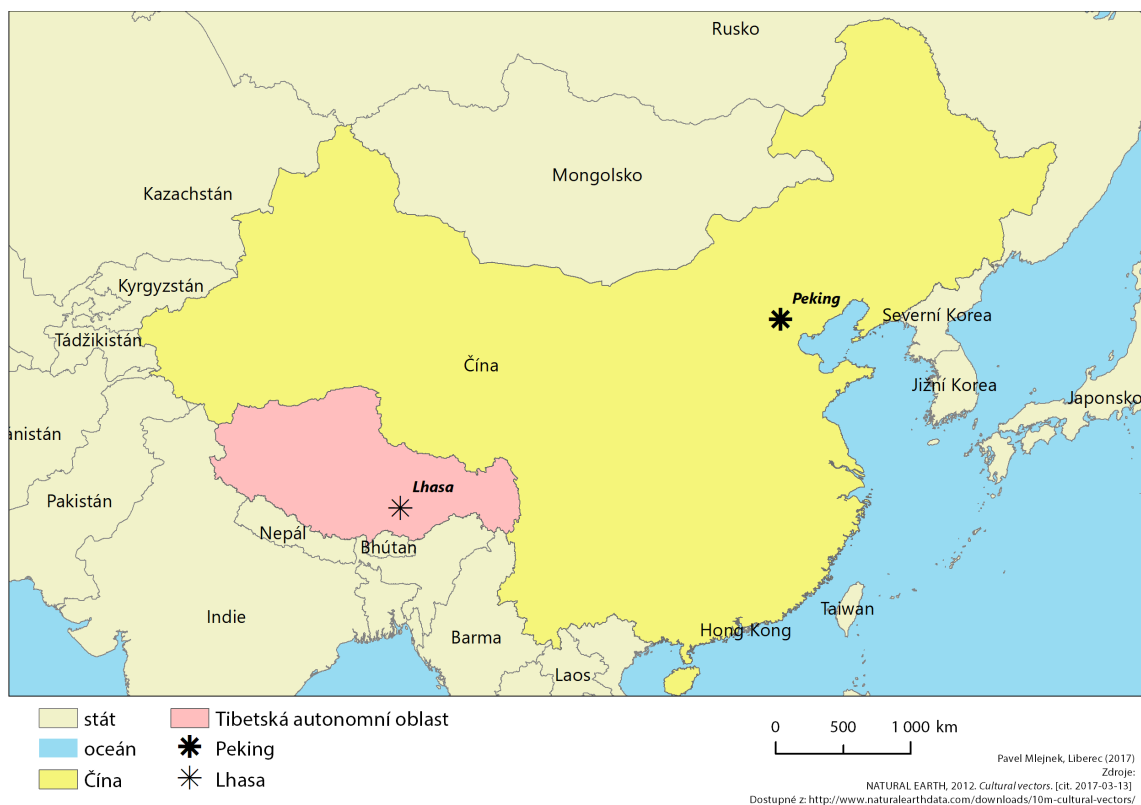 Rusko
Mongolsko
Kazachstán
Kyrgyzstán
Peking
Severní Korea
Tádžikistán
Čína
Jižní Korea
Japonsko
ánistán
Lhasa
Pakistán
Nepál
Bhútan
Indie
Taiwan
Hong Kong
Barma
Laos
stát
oceán
Čína
Tibetská autonomní oblast
Peking
Lhasa
0 500 1 000 km
Pavel Mlejnek, Liberec (2017)
Zdroje:
NATURAL EARTH, 2012. Cultural vectors. [cit. 2017-03-13]
Dostupné z: http://www.naturalearthdata.com/downloads/10m-cultural-vectors/